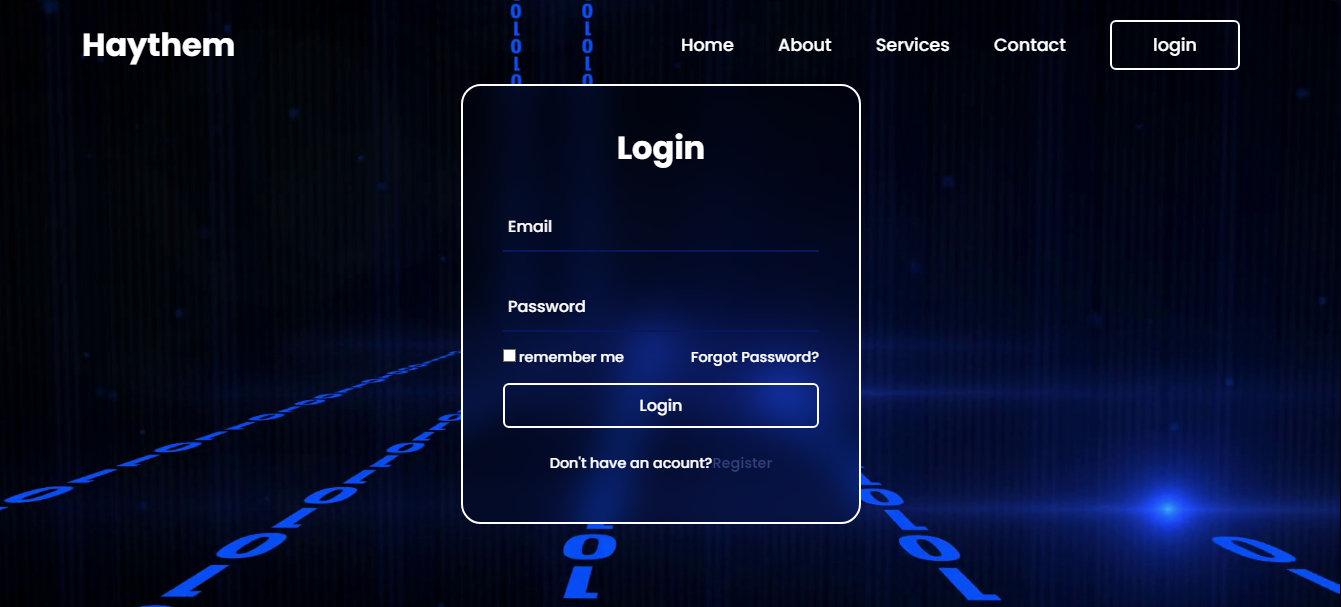 Haythem Home About Services Contact login
Login
Email
Password
remember me Forgot Password?
Login
Don't have an acount?Register